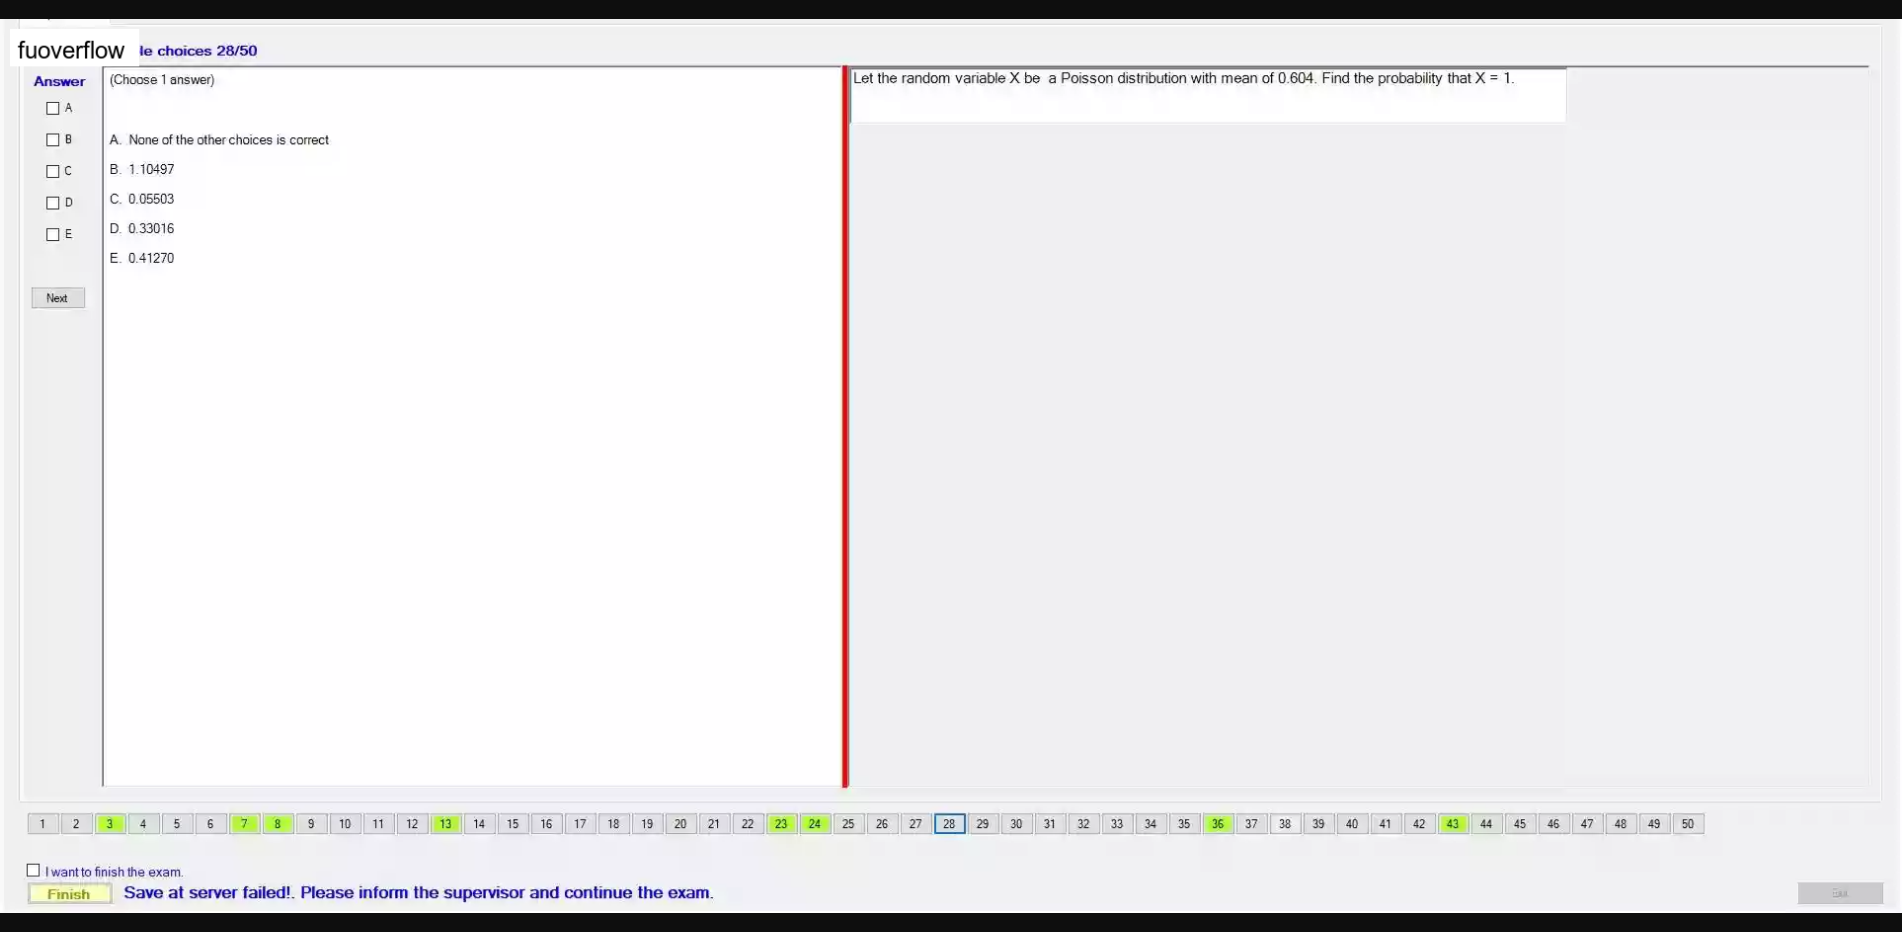 fuoverflow
le choices 28/50
Answer
(Choose 1 answer)
Let the random variable X be a Poisson distribution with mean of 0.604. Find the probability that X = 1.
A
B
C
D
E
A. None of the other choices is correct
B. 1.10497
C. 0.05503
D. 0.33016
E. 0.41270
Next
1 2 3 4 5 6 7 8 9 10 11 12 13 14 15 16 17 18 19 20 21 22 23 24 25 26 27 28 29 30 31 32 33 34 35 36 37 38 39 40 41 42 43 44 45 46 47 48 49 50
I want to finish the exam.
Finish
Save at server failed!. Please inform the supervisor and continue the exam.